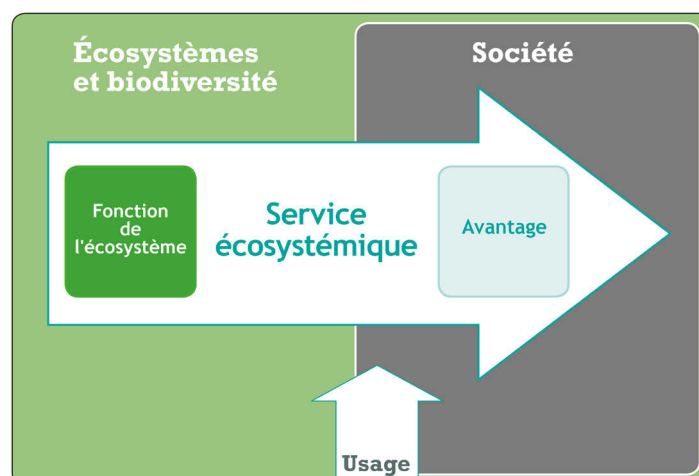 Écosystèmes
et biodiversité
Société
Fonction
de
l'écosystème
Service
écosystémique
Avantage
Usage